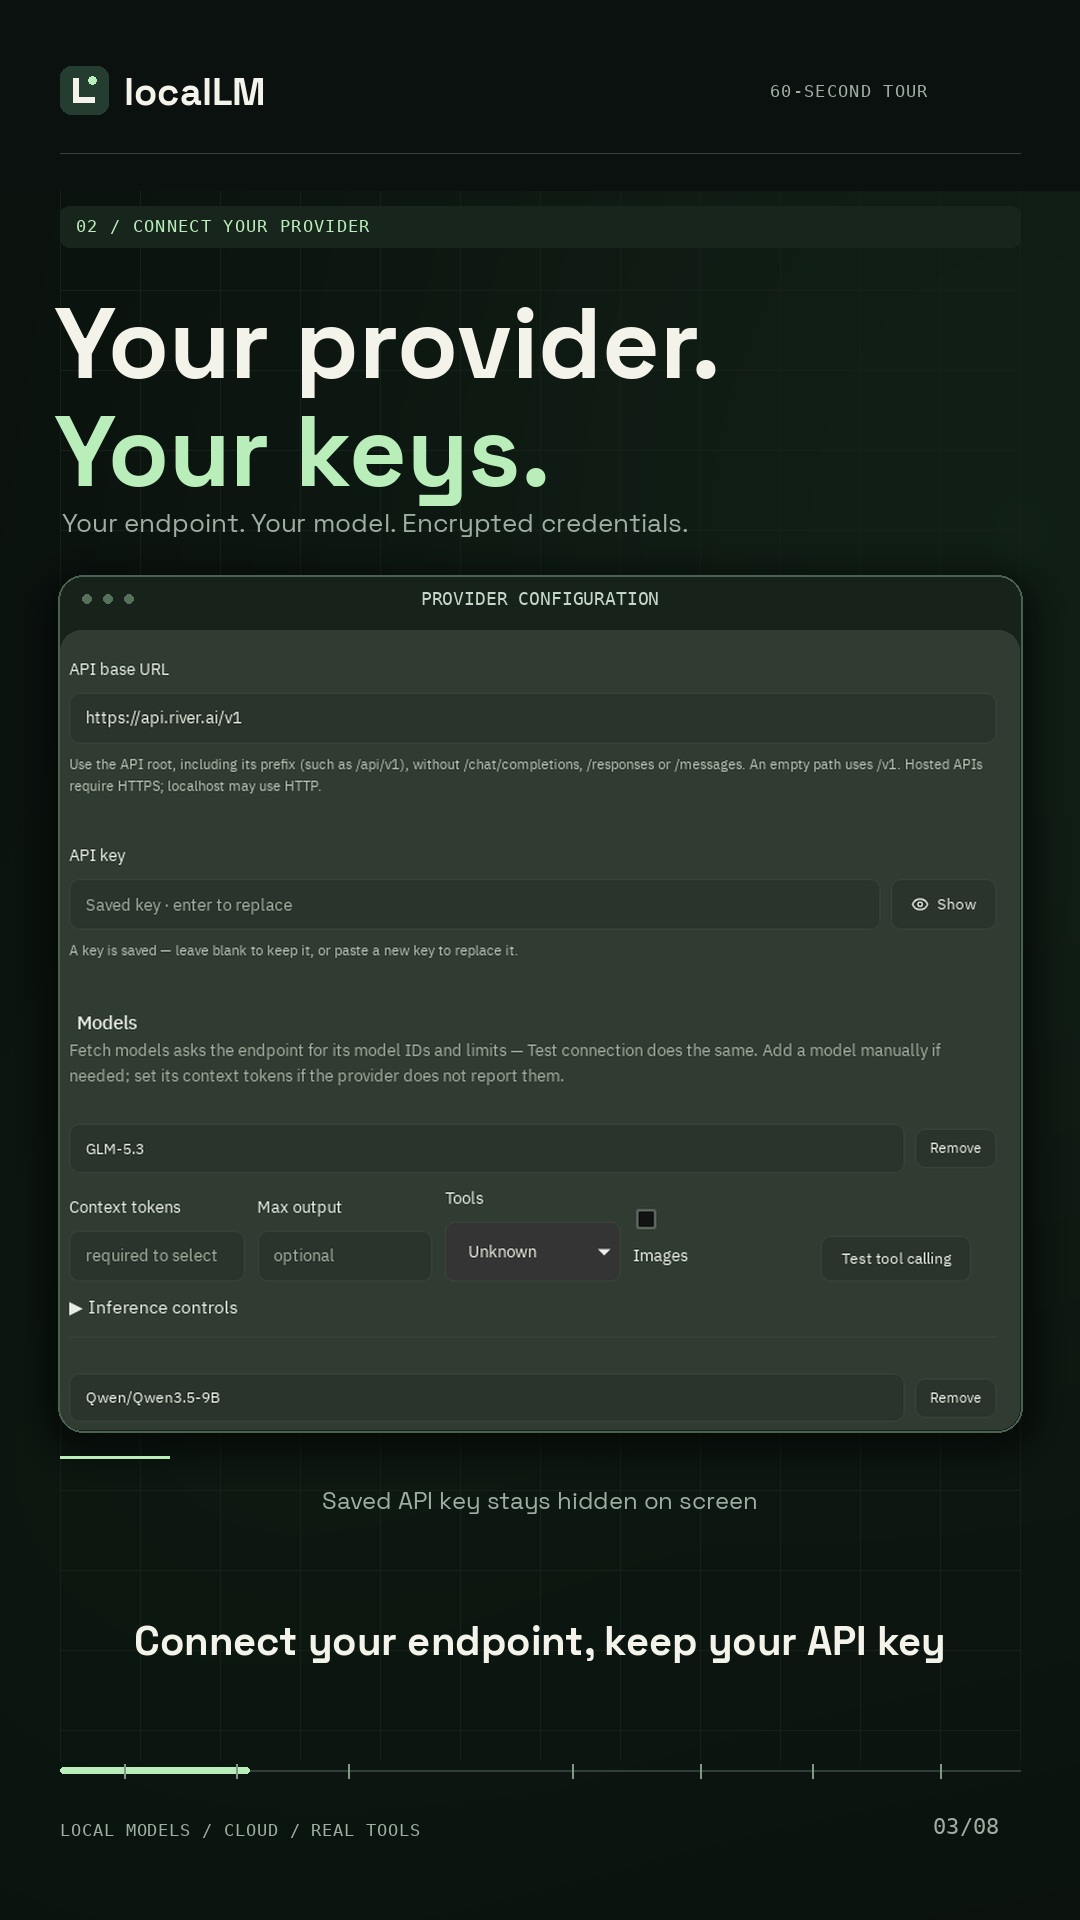 localLM
60-SECOND TOUR
02 / CONNECT YOUR PROVIDER
Your provider.
Your keys.
Your endpoint. Your model. Encrypted credentials.
PROVIDER CONFIGURATION
API base URL
https://api.river.ai/v1
Use the API root, including its prefix (such as /api/v1), without /chat/completions, /responses or /messages. An empty path uses /v1. Hosted APIs
require HTTPS; localhost may use HTTP.
API key
Saved key · enter to replace
Show
A key is saved — leave blank to keep it, or paste a new key to replace it.
Models
Fetch models asks the endpoint for its model IDs and limits — Test connection does the same. Add a model manually if
needed; set its context tokens if the provider does not report them.
GLM-5.3
Remove
Context tokens
Max output
Tools
required to select
optional
Unknown
Images
Test tool calling
▶ Inference controls
Qwen/Qwen3.5-9B
Remove
Saved API key stays hidden on screen
Connect your endpoint, keep your API key
LOCAL MODELS / CLOUD / REAL TOOLS
03/08